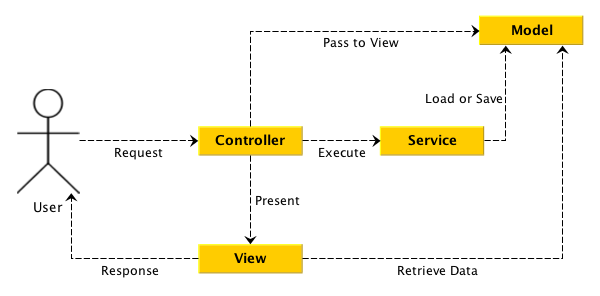 Model
Pass to View
Load or Save
Controller
Service
Request
Execute
Present
User
View
Response
Retrieve Data